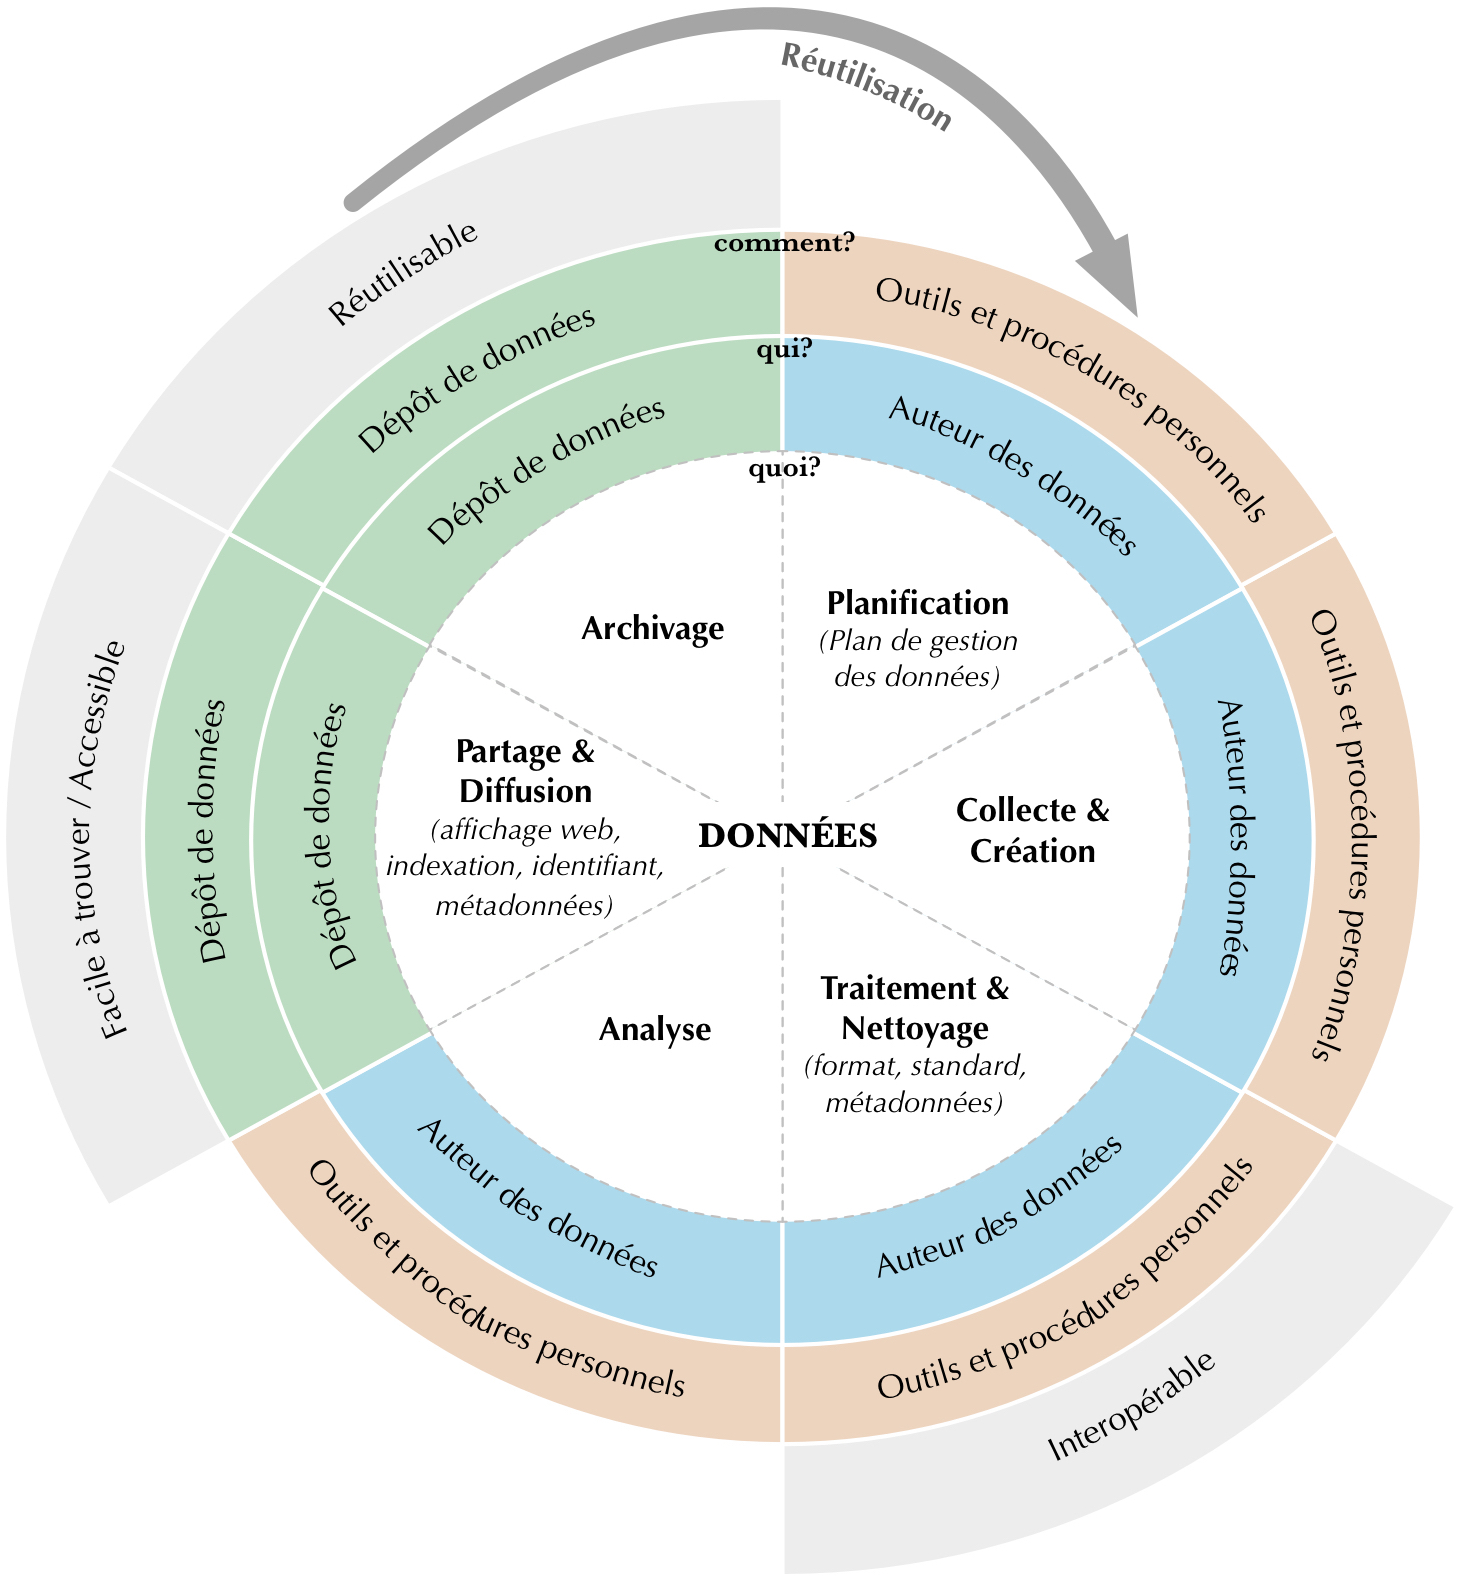 Réutilisation
Réutilisable
comment?
Dépôt de données
Outils et procédures personnels
qui?
Dépôt de données
Auteur des données
quoi?
Archivage
Planification
(Plan de gestion
des données)
Facile à trouver / Accessible
Dépôt de données
Dépôt de données
Partage &
Diffusion
(affichage web,
indexation, identifiant,
métadonnées)
DONNÉES
Collecte &
Création
Auteur des données
Outils et procédures personnels
Analyse
Traitement &
Nettoyage
(format, standard,
métadonnées)
Auteur des données
Outils et procédures personnels
Auteur des données
Outils et procédures personnels
Interopérable